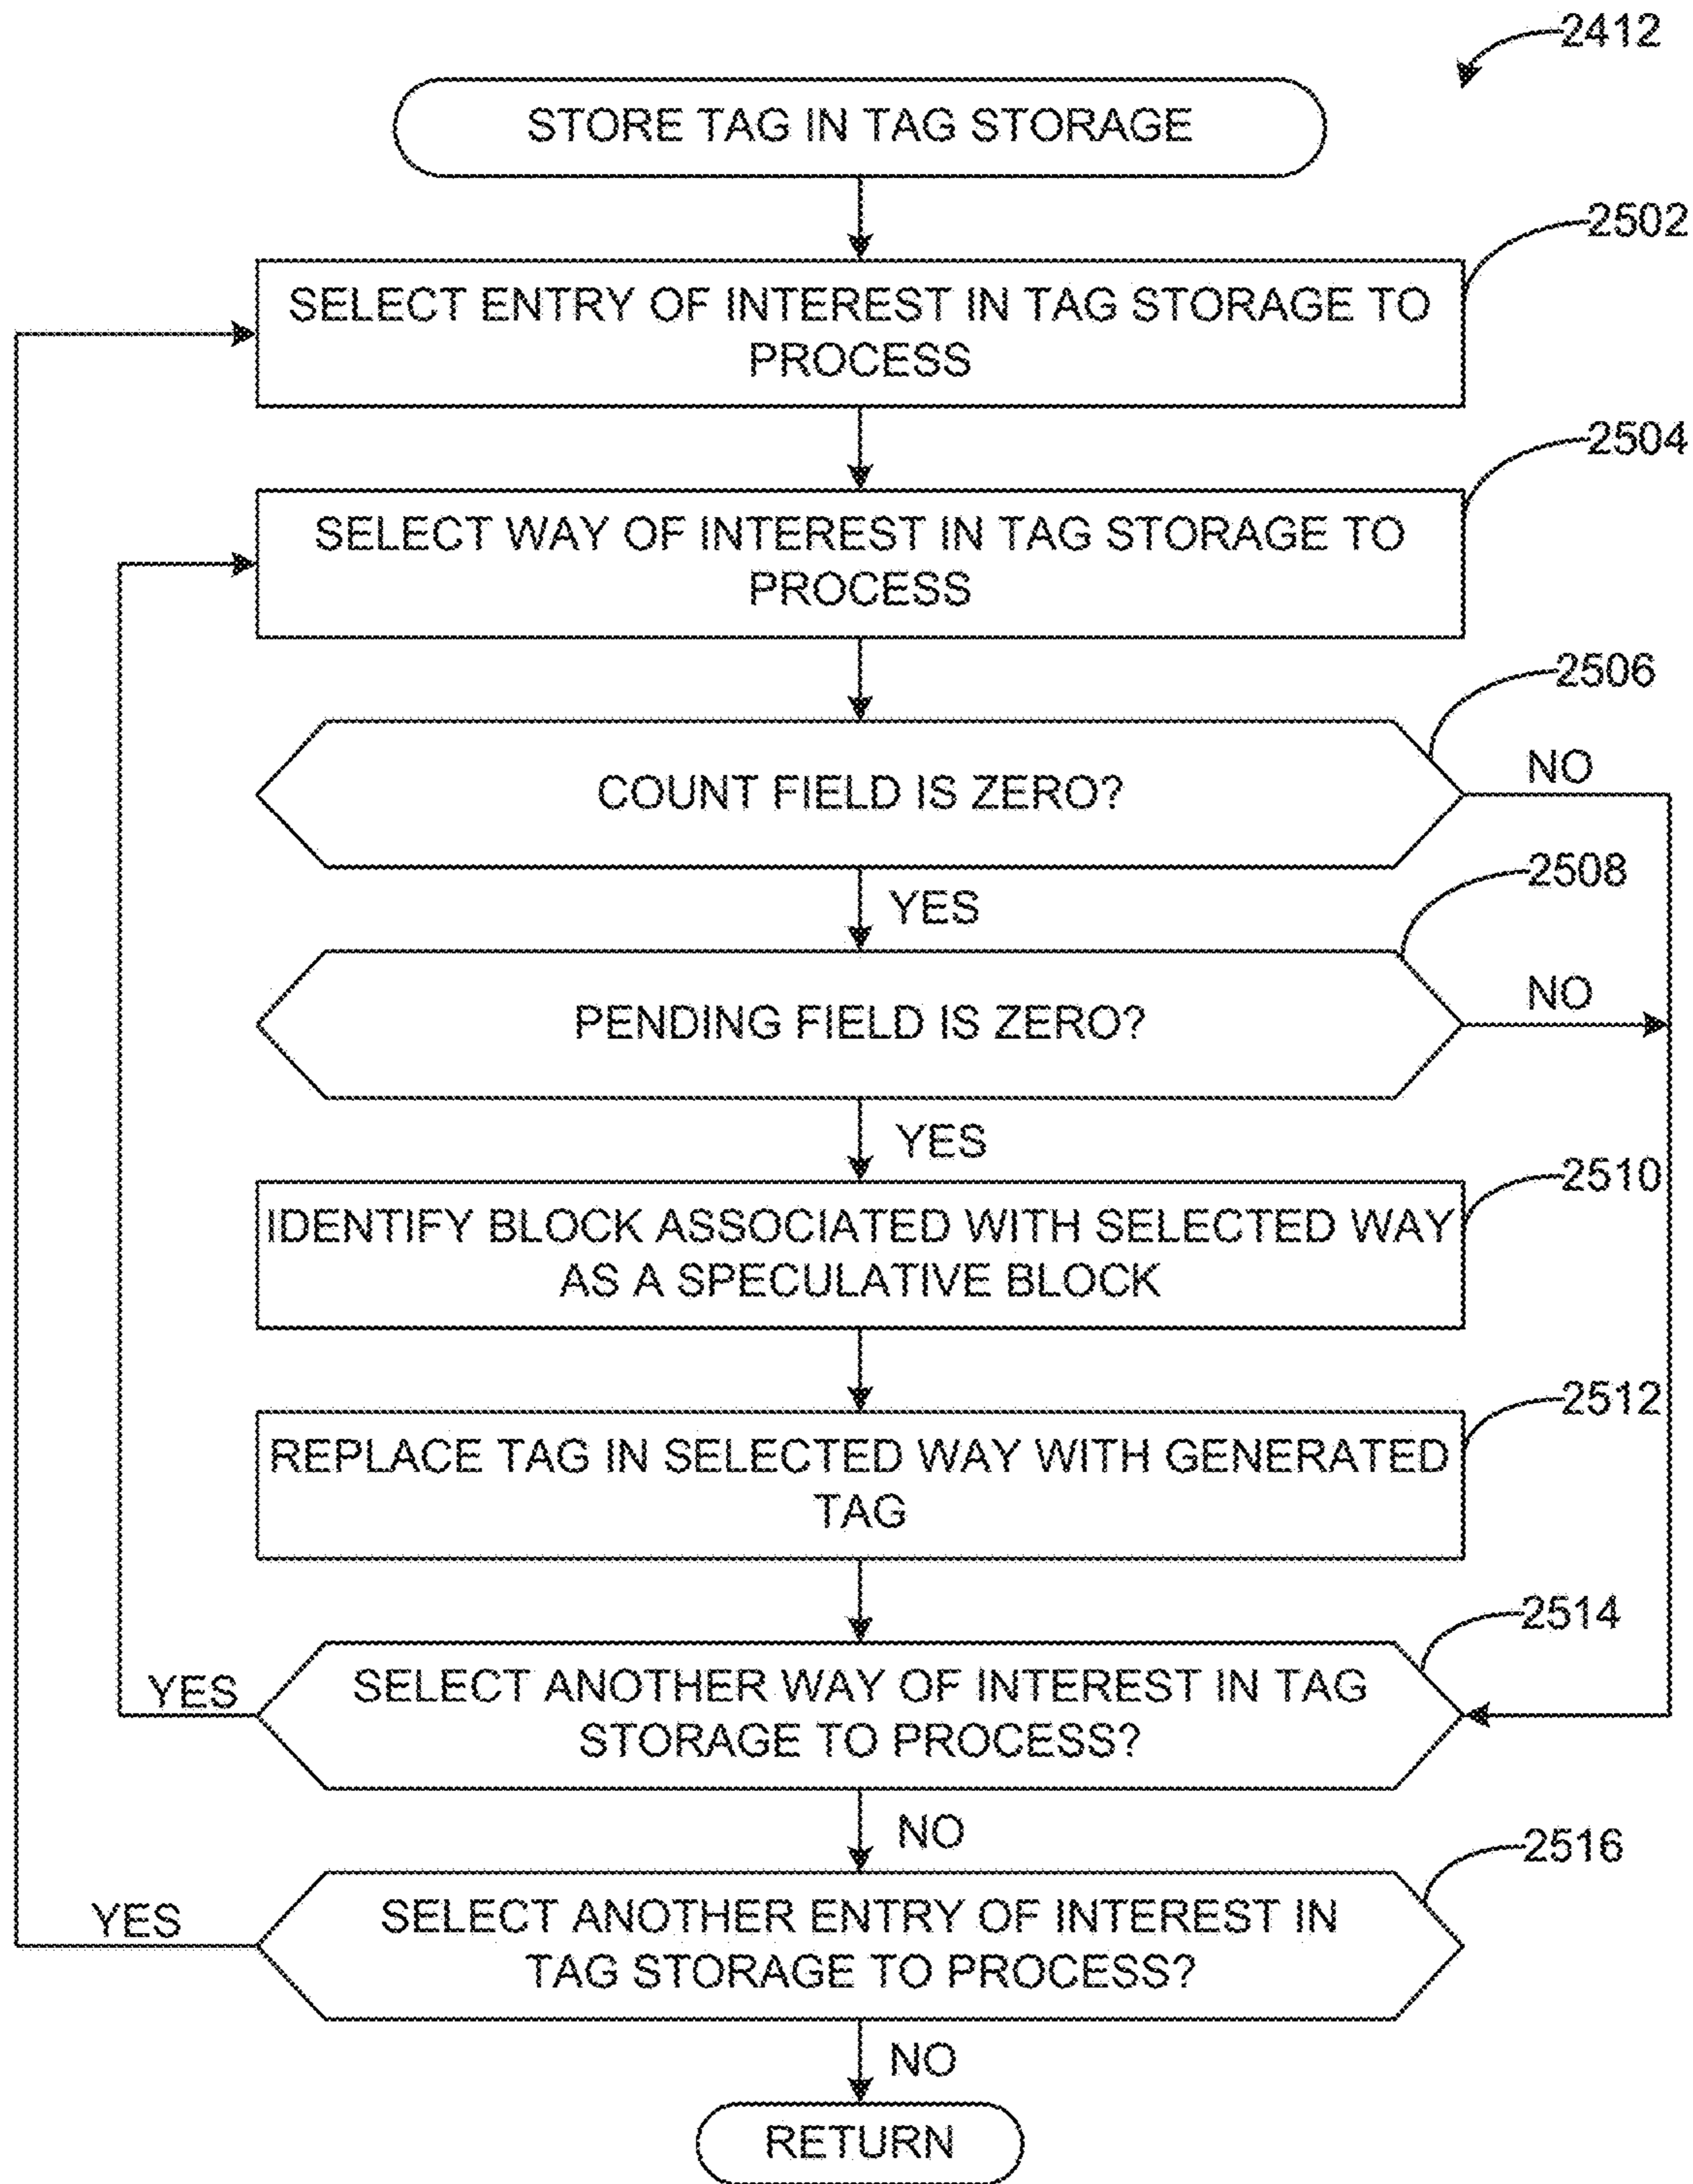 2412
STORE TAG IN TAG STORAGE
2502
SELECT ENTRY OF INTEREST IN TAG STORAGE TO
PROCESS
2504
SELECT WAY OF INTEREST IN TAG STORAGE TO
PROCESS
2506
NO
COUNT FIELD IS ZERO?
2508
YES
NO
PENDING FIELD IS ZERO?
YES
2510
IDENTIFY BLOCK ASSOCIATED WITH SELECTED WAY
AS A SPECULATIVE BLOCK
2512
REPLACE TAG IN SELECTED WAY WITH GENERATED
TAG
2514
YES
SELECT ANOTHER WAY OF INTEREST IN TAG
STORAGE TO PROCESS?
NO
2516
YES
SELECT ANOTHER ENTRY OF INTEREST IN
TAG STORAGE TO PROCESS?
NO
RETURN